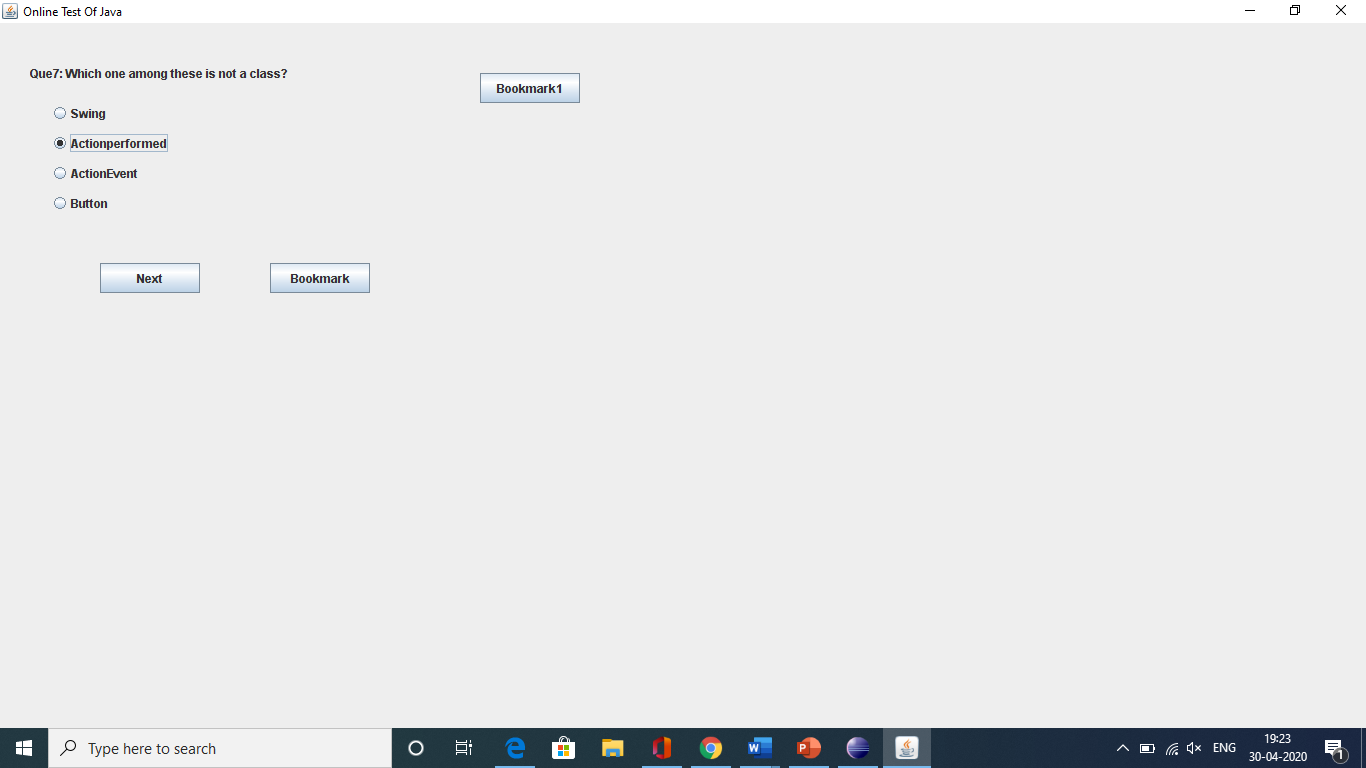 Online Test Of Java
Que7: Which one among these is not a class?
Bookmark1
Swing
Actionperformed
ActionEvent
Button
Next
Bookmark
Type here to search
ENG
19:23
30-04-2020
1